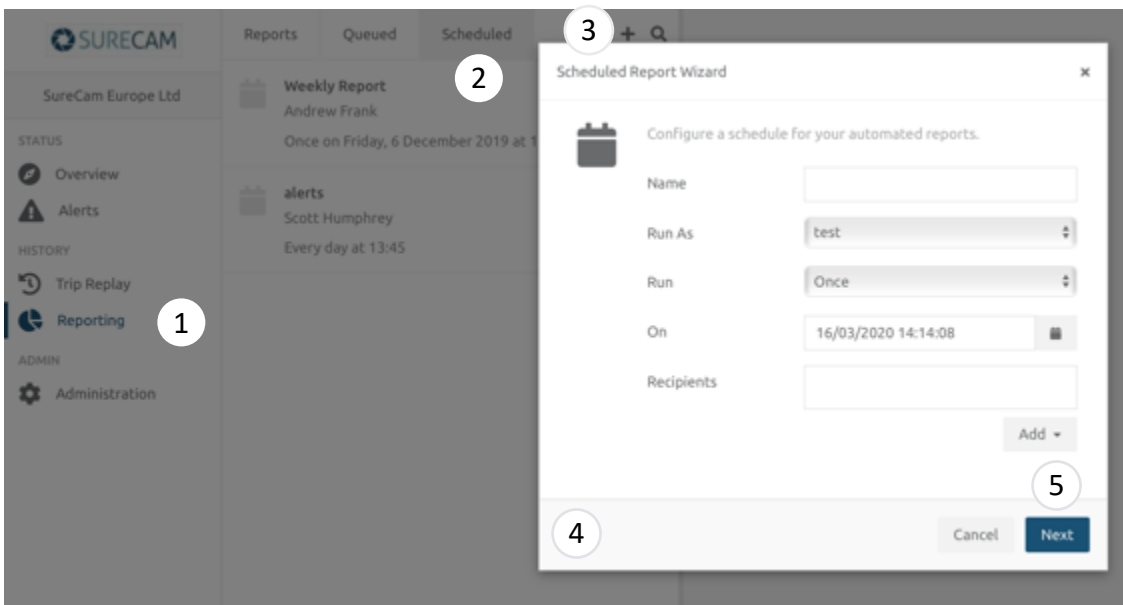 SURECAM
SureCam Europe Ltd
STATUS
Overview
Alerts
HISTORY
Trip Replay
Reporting
1
ADMIN
Administration
Reports Queued Scheduled
2
3
Weekly Report
Andrew Frank
Once on Friday, 6 December 2019 at 1
alerts
Scott Humphrey
Every day at 13:45
Scheduled Report Wizard
Configure a schedule for your automated reports.
Name
Run As test
Run Once
On 16/03/2020 14:14:08
Recipients
Add
5
4
Cancel Next